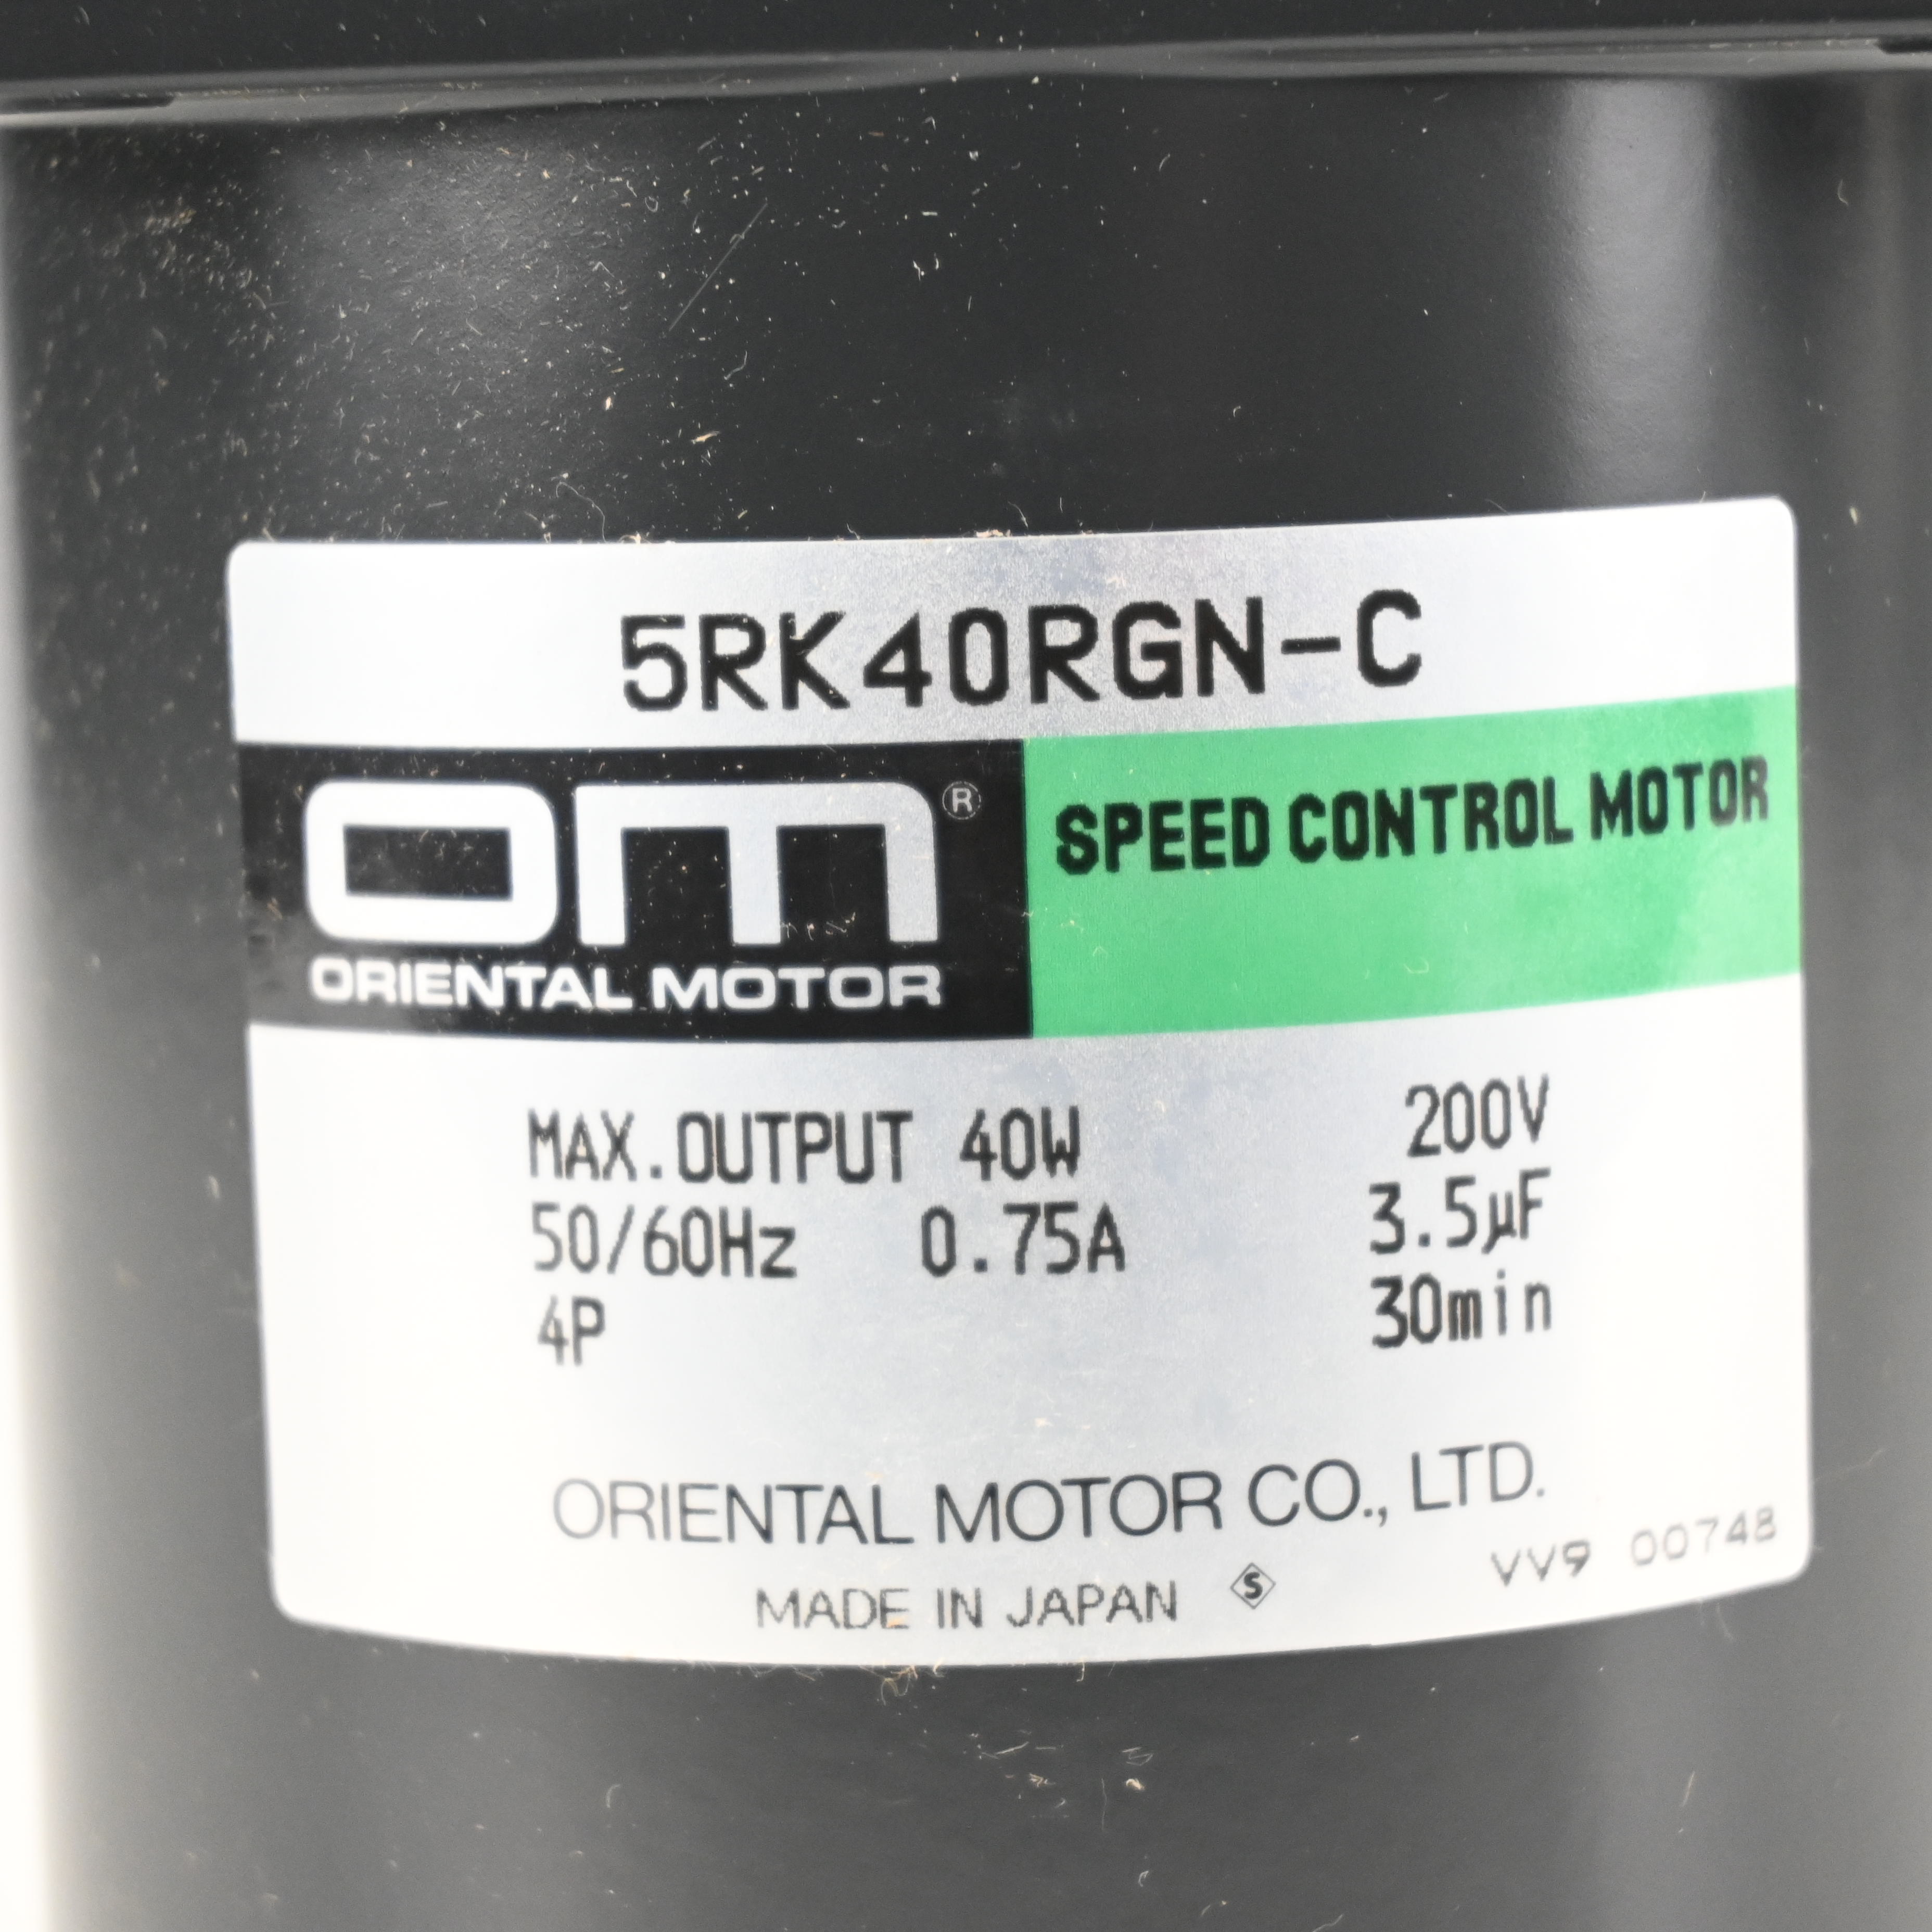 5RK40RGN-C
om®
ORIENTAL MOTOR
SPEED CONTROL MOTOR
MAX.OUTPUT 40W 200V
50/60Hz 0.75A 3.5µF
4P 30min
ORIENTAL MOTOR CO., LTD.
MADE IN JAPAN S VV9 00748